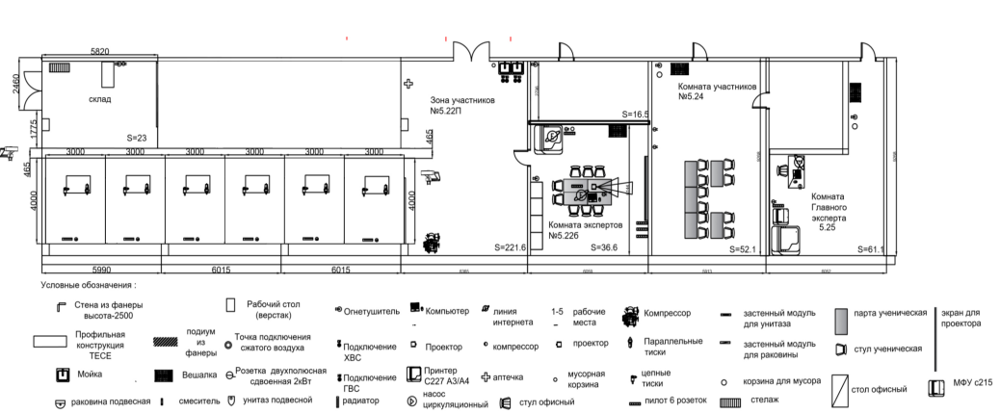 5820
2460
склад
1775
S=23
465
3000 3000 3000 3000 3000 3000
465
4000
4000
5990
6015
6015
Зона участников
№5.22П
S=221.6
S=16.5
Комната экспертов
№5.22б
S=36.6
Комната участников
№5.24
S=52.1
Комната
Главного
эксперта
5.25
S=61.1
Условные обозначения :
Стена из фанеры
высота-2500
Рабочий стол
(верстак)
Огнетушитель
Компьютер
линия
интернета
1-5 рабочие
места
Компрессор
застенный модуль
для унитаза
парта ученическая
экран для
проектора
Профильная
конструкция
ТЕСЕ
подиум
из
фанеры
Точка подключения
сжатого воздуха
Подключение
ХВС
Проектор
компрессор
проектор
Параллельные
тиски
застенный модуль
для раковины
стул ученический
Мойка
Вешалка
Розетка двухполюсная
сдвоенная 2кВт
Подключение
ГВС
Принтер
С227 А3/А4
аптечка
мусорная
корзина
цепные
тиски
корзина для мусора
стол офисный
МФУ с215
раковина подвесная
смеситель
унитаз подвесной
радиатор
насос
циркуляционный
стул офисный
пилот 6 розеток
стелаж